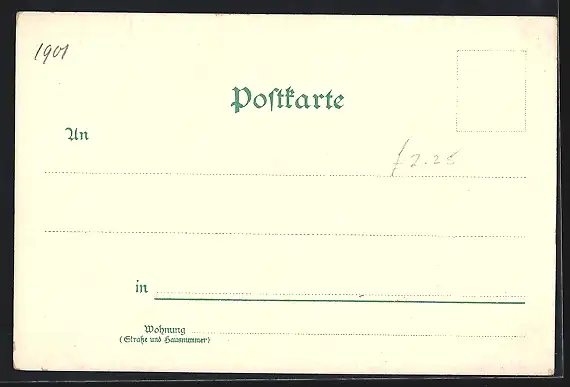 1901
Postkarte
An
f 2.25
in
Wohnung
(Straße und Hausnummer)